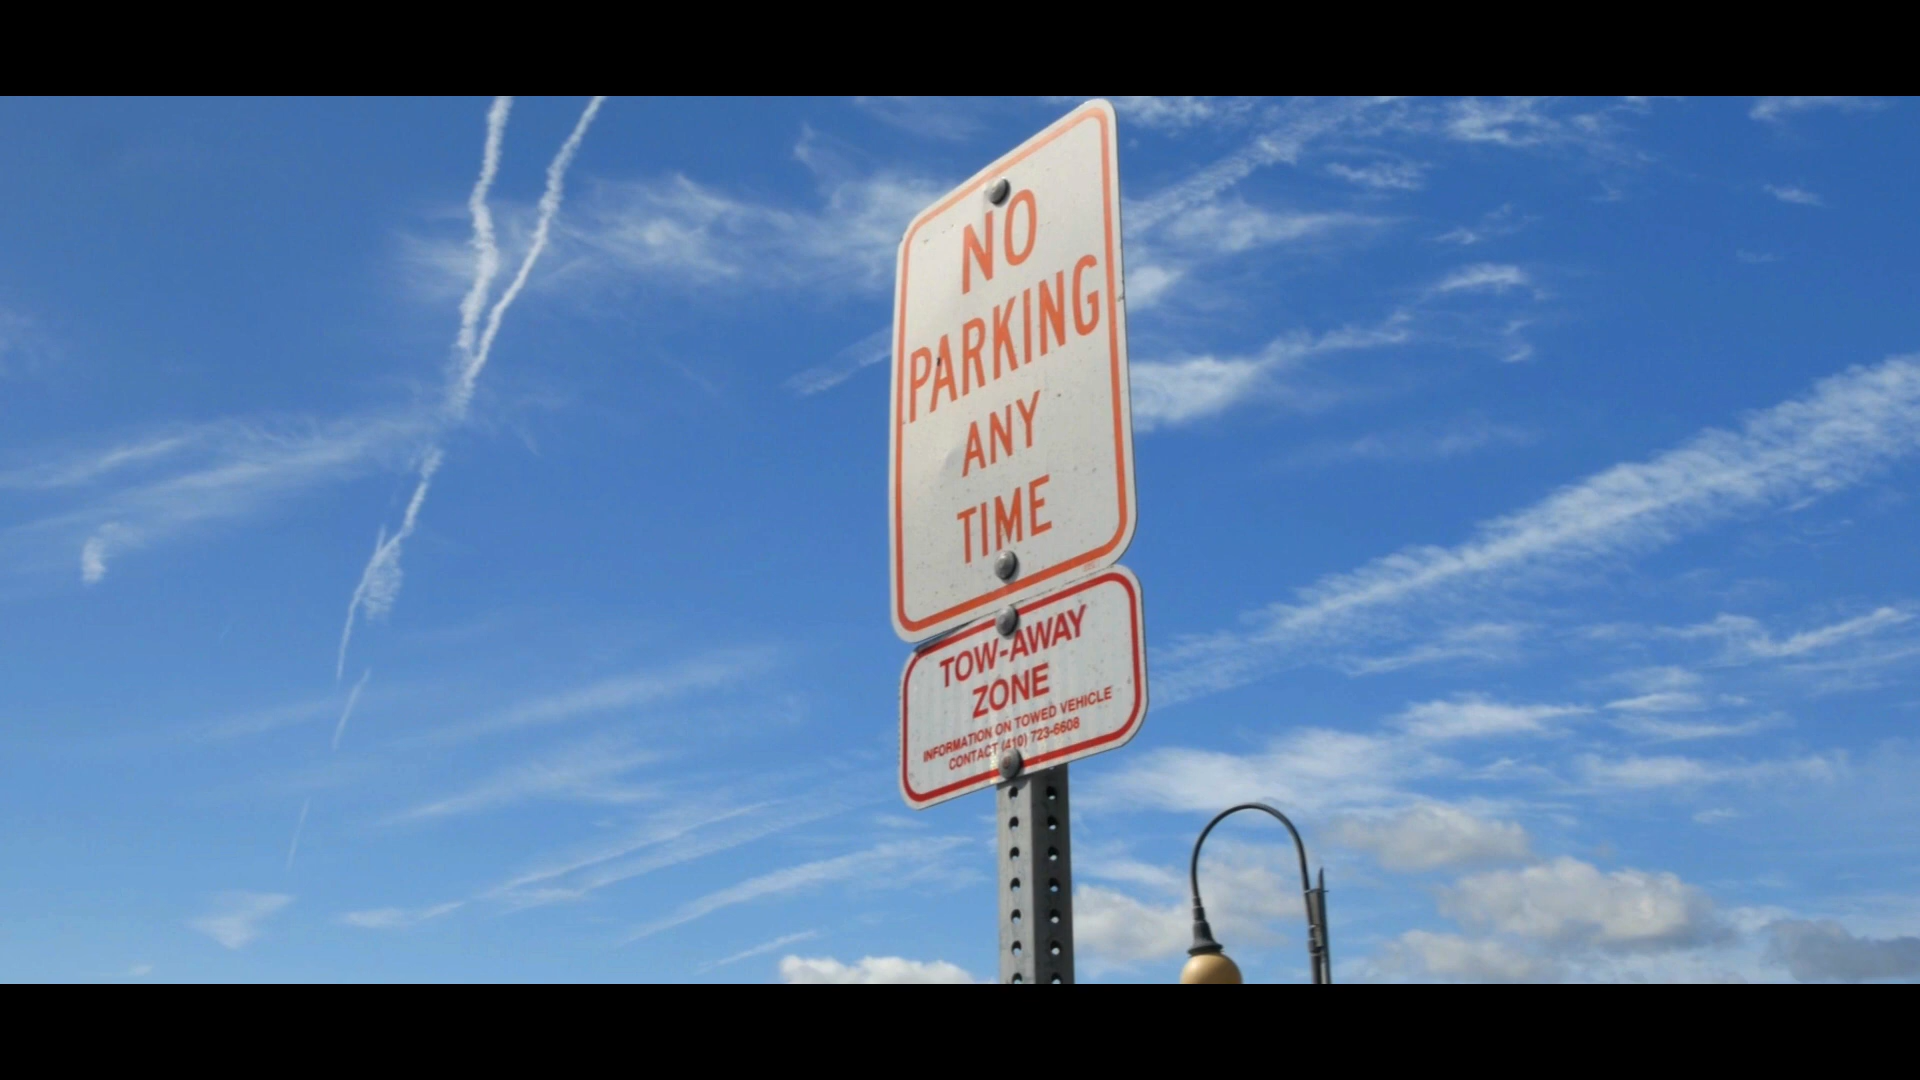 NO
PARKING
ANY
TIME
TOW-AWAY
ZONE
INFORMATION ON TOWED VEHICLE
CONTACT (410) 723-6608